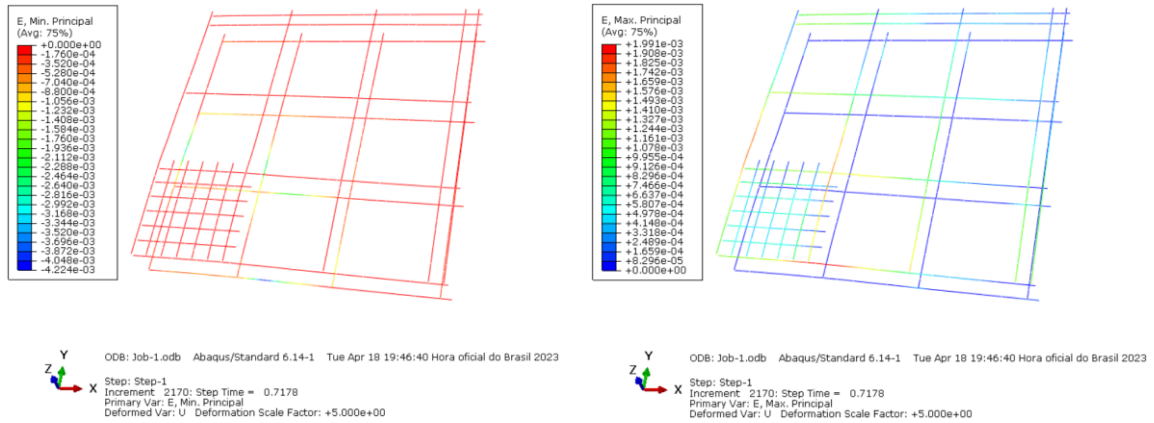 E, Min. Principal
(Avg: 75%)
+0.000e+00
-1.760e-04
-3.520e-04
-5.280e-04
-7.040e-04
-8.800e-04
-1.056e-03
-1.232e-03
-1.408e-03
-1.584e-03
-1.760e-03
-1.936e-03
-2.112e-03
-2.288e-03
-2.464e-03
-2.640e-03
-2.816e-03
-2.992e-03
-3.168e-03
-3.344e-03
-3.520e-03
-3.696e-03
-3.872e-03
-4.048e-03
-4.224e-03
Y
Z
X
ODB: Job-1.odb Abaqus/Standard 6.14-1 Tue Apr 18 19:46:40 Hora oficial do Brasil 2023
Step: Step-1
Increment 2170: Step Time = 0.7178
Primary Var: E, Min. Principal
Deformed Var: U Deformation Scale Factor: +5.000e+00
E, Max. Principal
(Avg: 75%)
+1.991e-03
+1.908e-03
+1.825e-03
+1.742e-03
+1.659e-03
+1.576e-03
+1.493e-03
+1.410e-03
+1.327e-03
+1.244e-03
+1.161e-03
+1.078e-03
+9.955e-04
+9.126e-04
+8.296e-04
+7.466e-04
+6.637e-04
+5.807e-04
+4.978e-04
+4.148e-04
+3.318e-04
+2.489e-04
+1.659e-04
+8.296e-05
+0.000e+00
Y
Z
X
ODB: Job-1.odb Abaqus/Standard 6.14-1 Tue Apr 18 19:46:40 Hora oficial do Brasil 2023
Step: Step-1
Increment 2170: Step Time = 0.7178
Primary Var: E, Max. Principal
Deformed Var: U Deformation Scale Factor: +5.000e+00